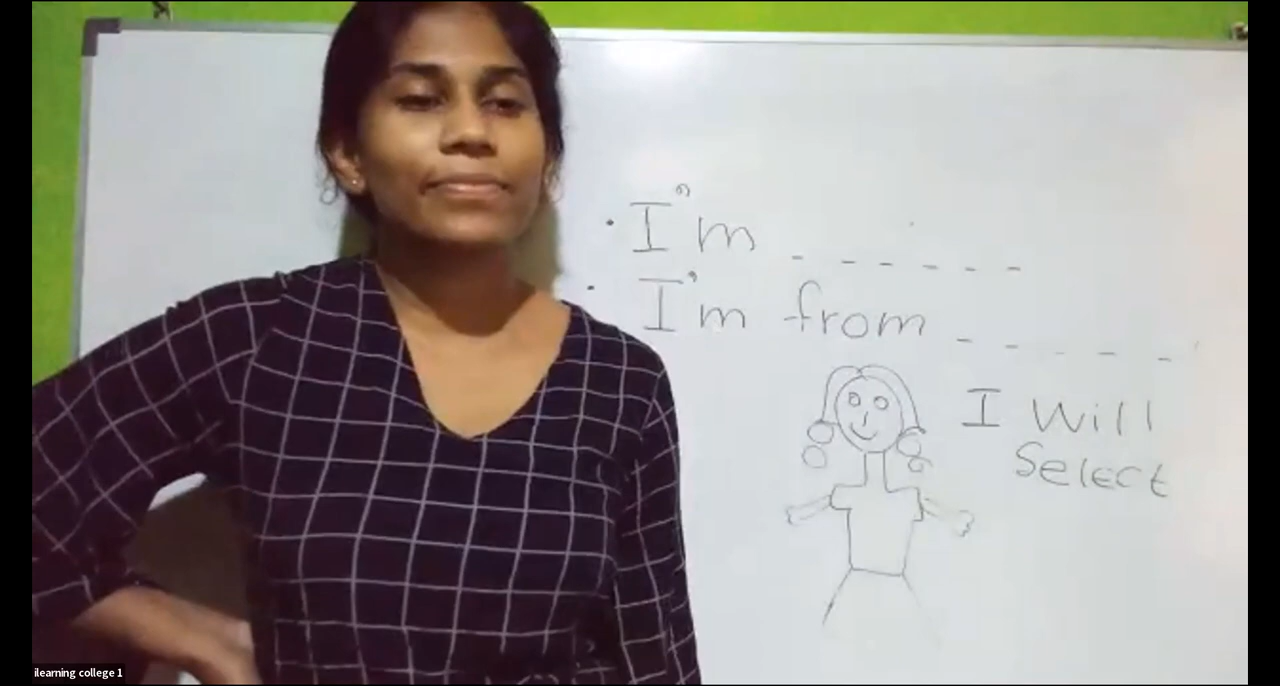 • I'm ------
• I'm from -----
I Will
Select
ilearning college 1